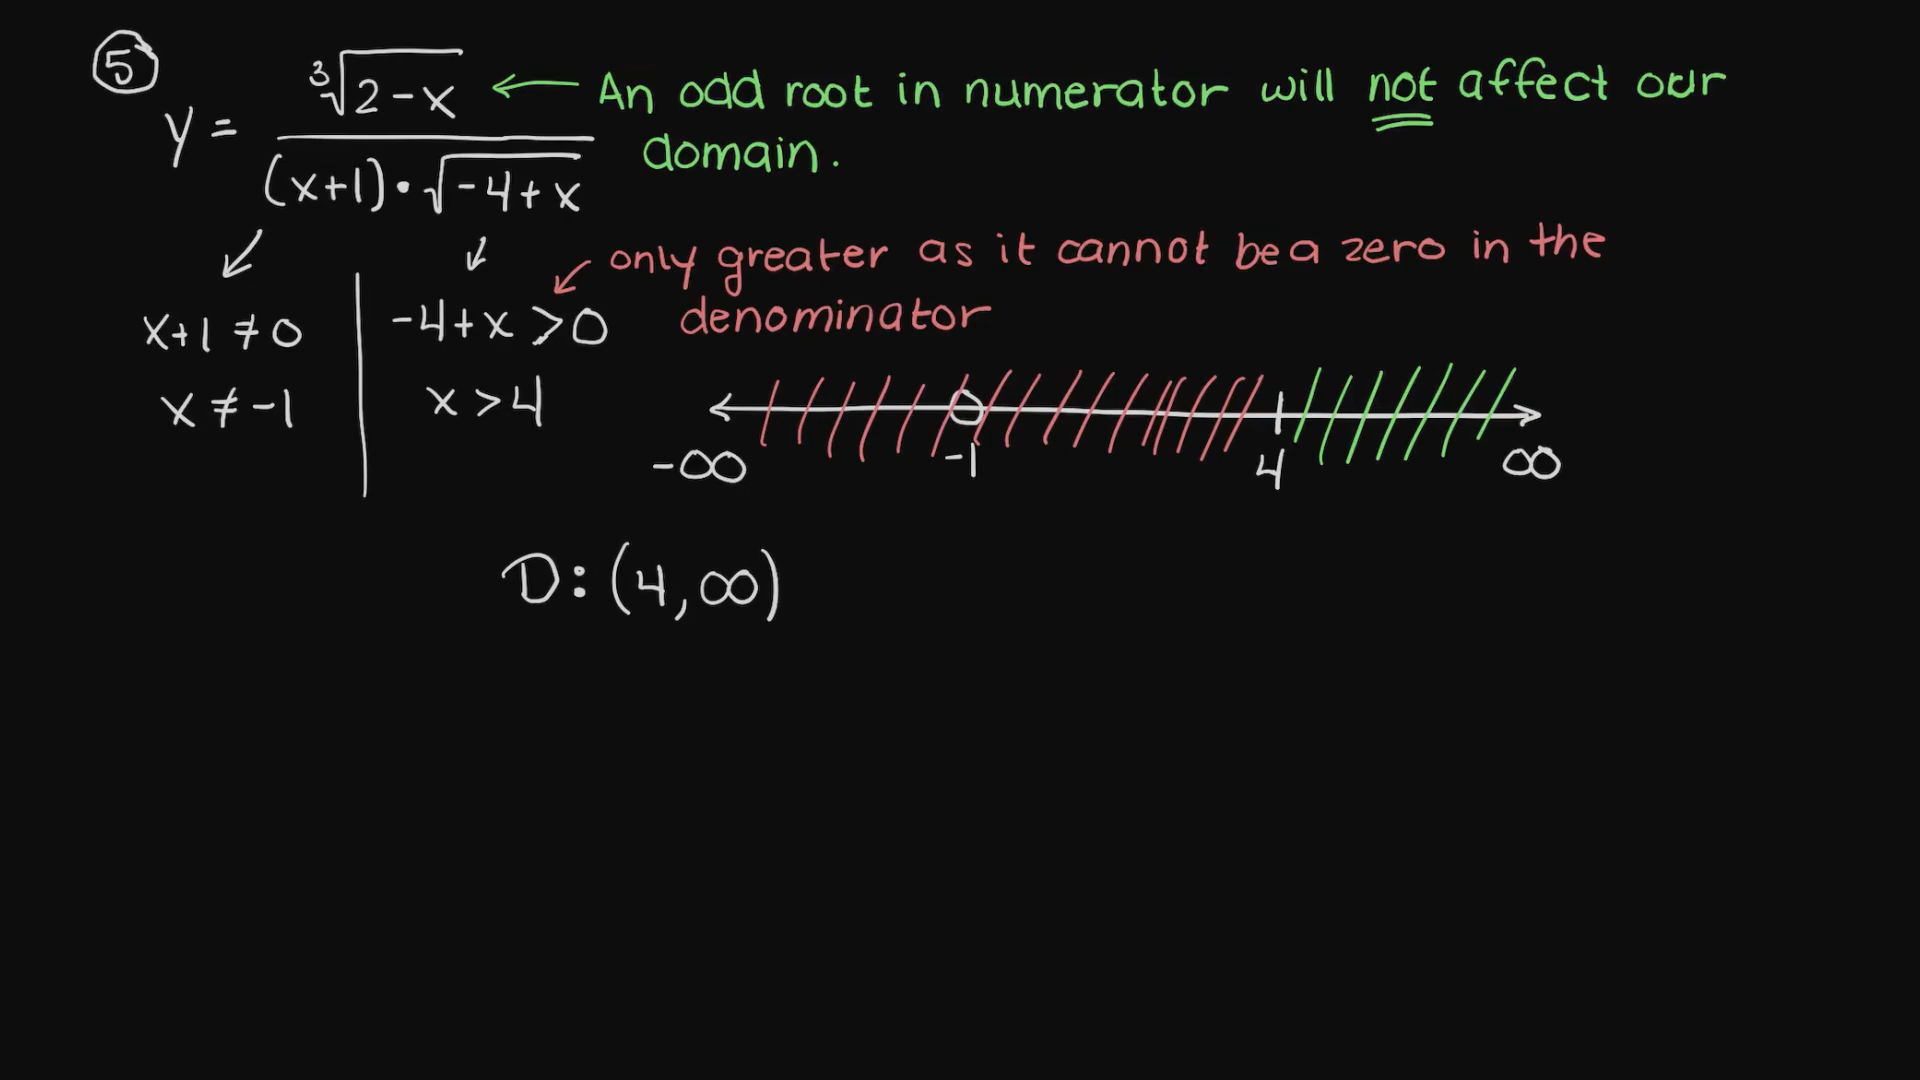 5
y = ∛(2-x) / ((x+1)·√(-4+x))
← An odd root in numerator will not affect our
domain.
only greater as it cannot be a zero in the
denominator
x+1 ≠ 0
-4+x > 0
x ≠ -1
x > 4
-∞ -1 4 ∞
D: (4, ∞)